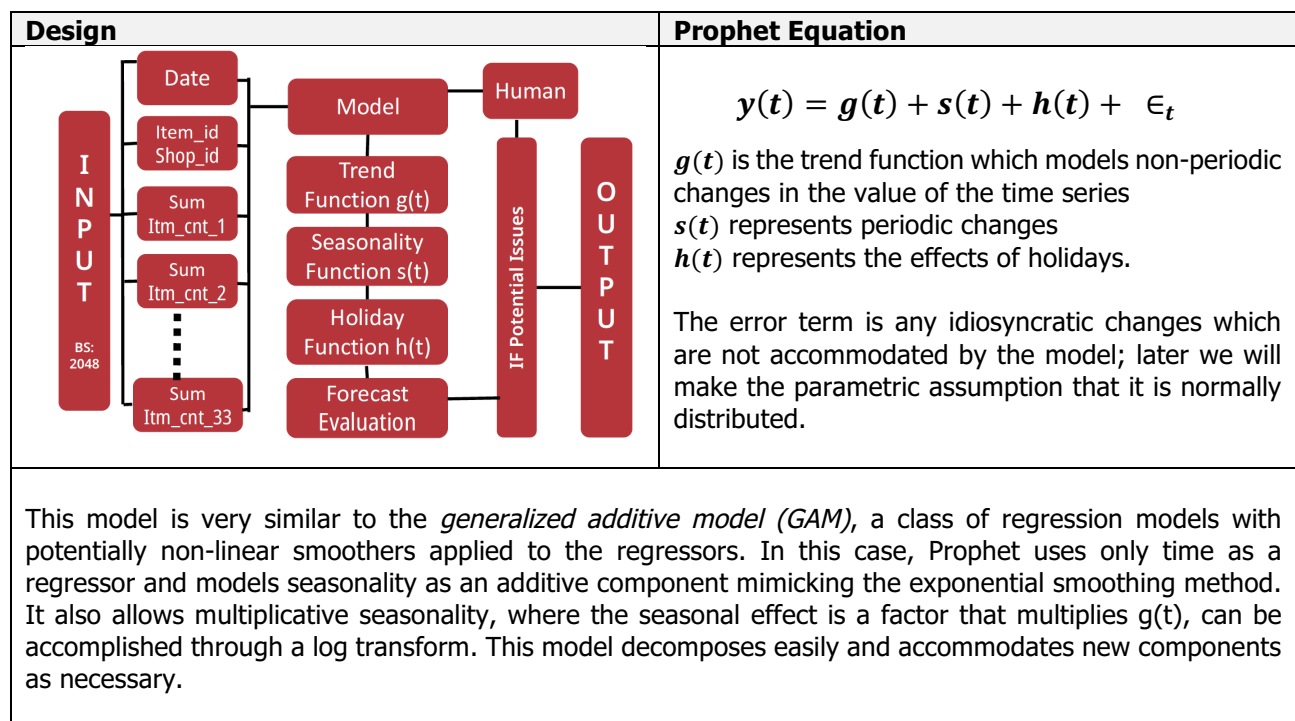 Design
Prophet Equation
I
N
P
U
T
BS:
2048
Date
Item_id
Shop_id
Sum
Itm_cnt_1
Sum
Itm_cnt_2
Sum
Itm_cnt_33
Model
Trend
Function g(t)
Seasonality
Function s(t)
Holiday
Function h(t)
Forecast
Evaluation
Human
IF Potential Issues
O
U
T
P
U
T
y(t) = g(t) + s(t) + h(t) + ∈t
g(t) is the trend function which models non-periodic
changes in the value of the time series
s(t) represents periodic changes
h(t) represents the effects of holidays.
The error term is any idiosyncratic changes which
are not accommodated by the model; later we will
make the parametric assumption that it is normally
distributed.
This model is very similar to the generalized additive model (GAM), a class of regression models with
potentially non-linear smoothers applied to the regressors. In this case, Prophet uses only time as a
regressor and models seasonality as an additive component mimicking the exponential smoothing method.
It also allows multiplicative seasonality, where the seasonal effect is a factor that multiplies g(t), can be
accomplished through a log transform. This model decomposes easily and accommodates new components
as necessary.